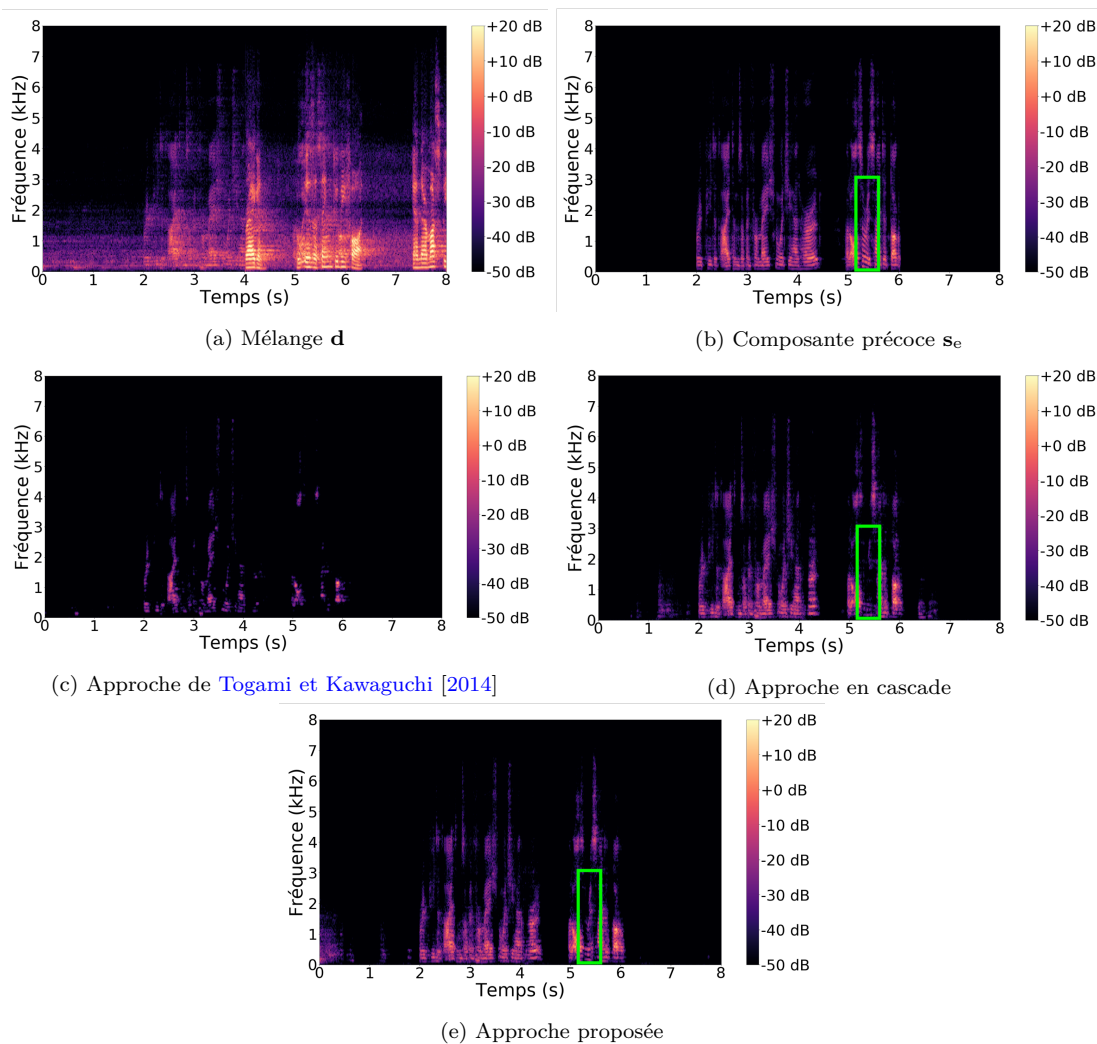 8
7
6
5
4
3
2
1
0
Fréquence (kHz)
0 1 2 3 4 5 6 7 8
Temps (s)
+20 dB
+10 dB
+0 dB
-10 dB
-20 dB
-30 dB
-40 dB
-50 dB
(a) Mélange d
8
7
6
5
4
3
2
1
0
Fréquence (kHz)
0 1 2 3 4 5 6 7 8
Temps (s)
+20 dB
+10 dB
+0 dB
-10 dB
-20 dB
-30 dB
-40 dB
-50 dB
(b) Composante précoce se
8
7
6
5
4
3
2
1
0
Fréquence (kHz)
0 1 2 3 4 5 6 7 8
Temps (s)
+20 dB
+10 dB
+0 dB
-10 dB
-20 dB
-30 dB
-40 dB
-50 dB
(c) Approche de Togami et Kawaguchi [2014]
8
7
6
5
4
3
2
1
0
Fréquence (kHz)
0 1 2 3 4 5 6 7 8
Temps (s)
+20 dB
+10 dB
+0 dB
-10 dB
-20 dB
-30 dB
-40 dB
-50 dB
(d) Approche en cascade
8
7
6
5
4
3
2
1
0
Fréquence (kHz)
0 1 2 3 4 5 6 7 8
Temps (s)
+20 dB
+10 dB
+0 dB
-10 dB
-20 dB
-30 dB
-40 dB
-50 dB
(e) Approche proposée